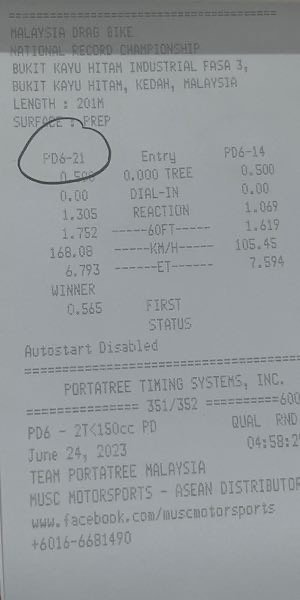 MALAYSIA DRAG BIKE
NATIONAL RECORD CHAMPIONSHIP
BUKIT KAYU HITAM INDUSTRIAL FASA 3,
BUKIT KAYU HITAM, KEDAH, MALAYSIA
LENGTH : 201M
SURFACE : PREP
PD6-21 Entry PD6-14
0.500 0.000 TREE 0.500
0.00 DIAL-IN 0.00
1.305 REACTION 1.069
1.752 -----60FT----- 1.619
168.08 -----KM/H----- 105.45
6.793 ------ET------ 7.594
WINNER
0.565 FIRST
STATUS
Autostart Disabled
PORTATREE TIMING SYSTEMS, INC.
=============== 351/352 ==========600
PD6 - 2T<150cc PD QUAL RND
June 24, 2023 04:58:2
TEAM PORTATREE MALAYSIA
MUSC MOTORSPORTS - ASEAN DISTRIBUTOR
www.facebook.com/muscmotorsports
+6016-6681490